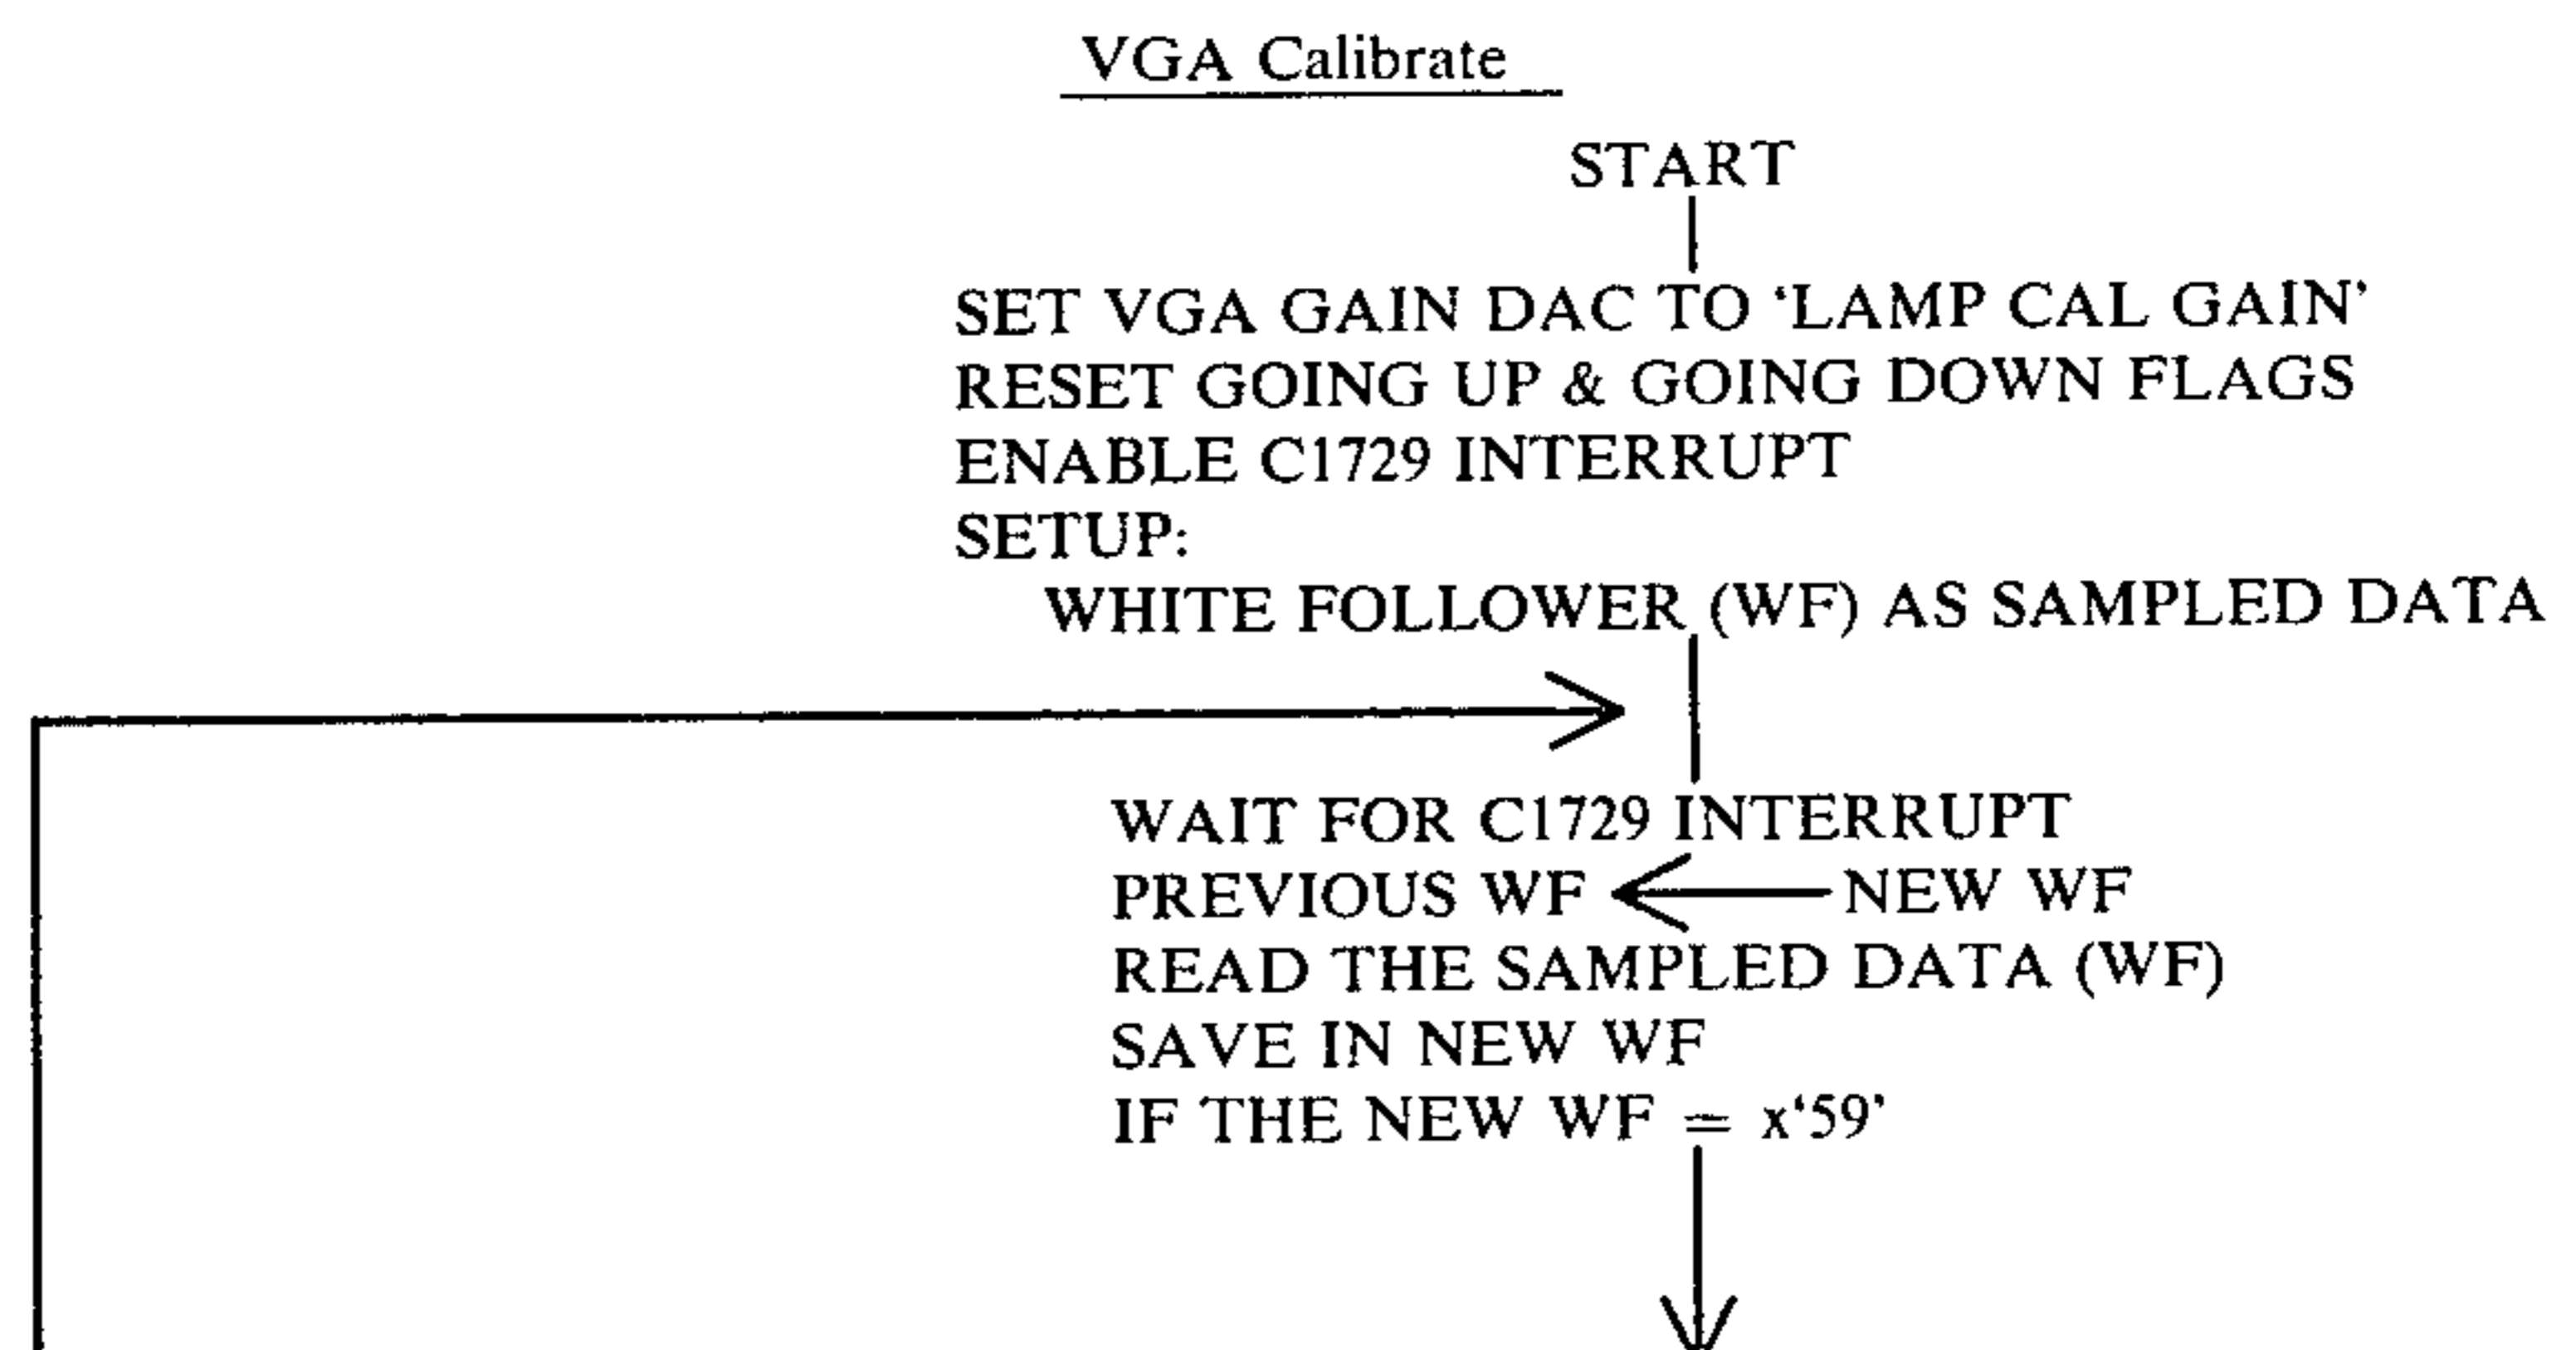 VGA Calibrate
START
SET VGA GAIN DAC TO ‘LAMP CAL GAIN’
RESET GOING UP & GOING DOWN FLAGS
ENABLE C1729 INTERRUPT
SETUP:
WHITE FOLLOWER (WF) AS SAMPLED DATA
WAIT FOR C1729 INTERRUPT
PREVIOUS WF NEW WF
READ THE SAMPLED DATA (WF)
SAVE IN NEW WF
IF THE NEW WF = x‘59’